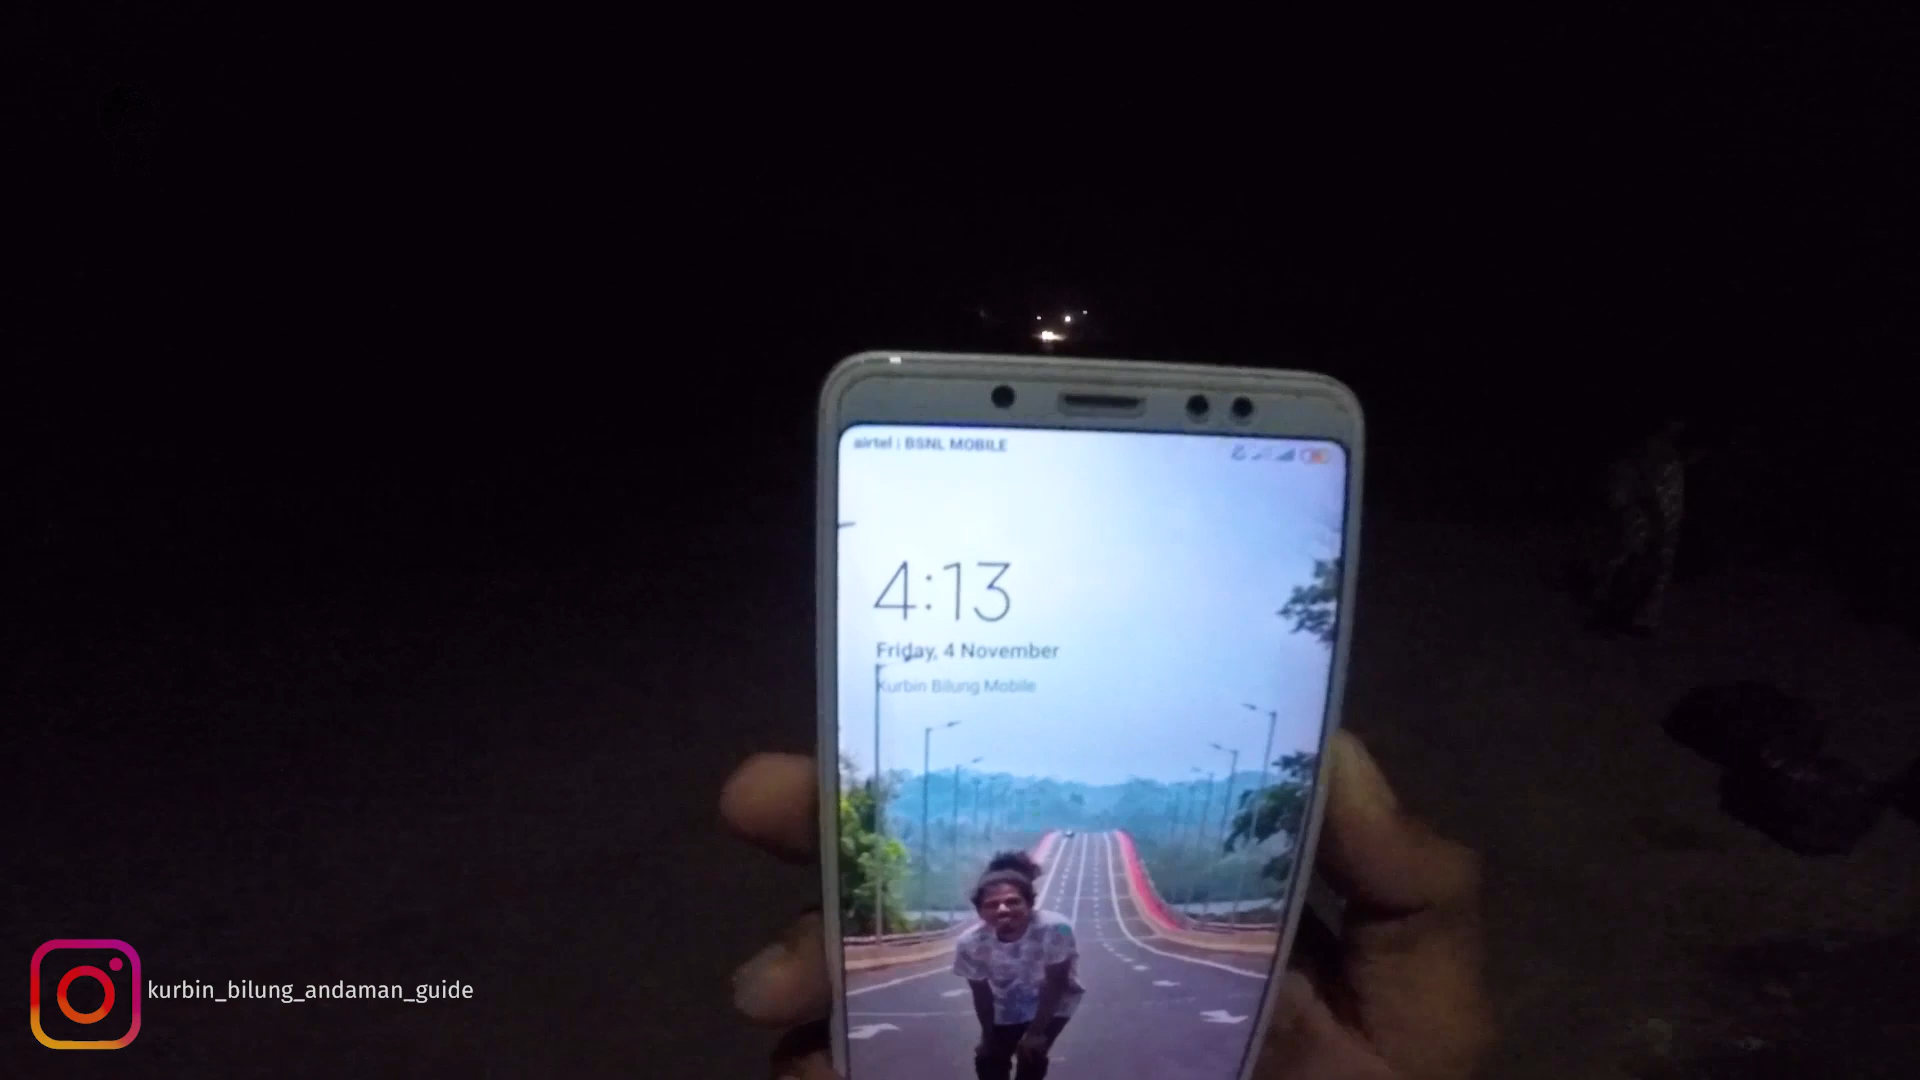 airtel | BSNL MOBILE
4:13
Friday, 4 November
Kurbin Bilung Mobile
kurbin_bilung_andaman_guide